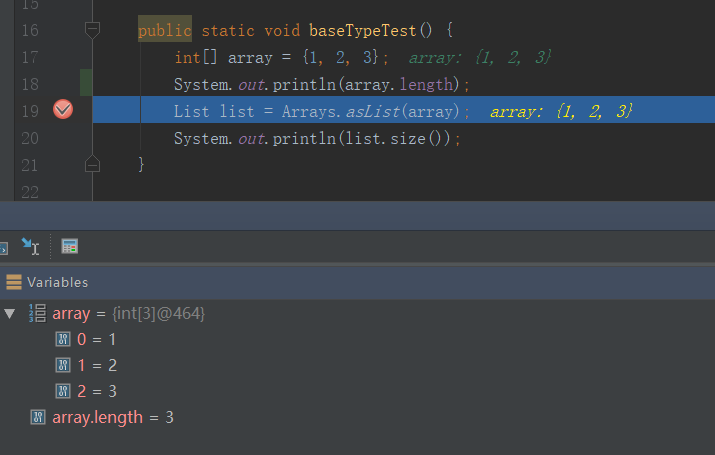 15
16 public static void baseTypeTest() {
17 int[] array = {1, 2, 3}; array: {1, 2, 3}
18 System.out.println(array.length);
19 List list = Arrays.asList(array); array: {1, 2, 3}
20 System.out.println(list.size());
21 }
22
Variables
array = {int[3]@464}
0 = 1
1 = 2
2 = 3
array.length = 3